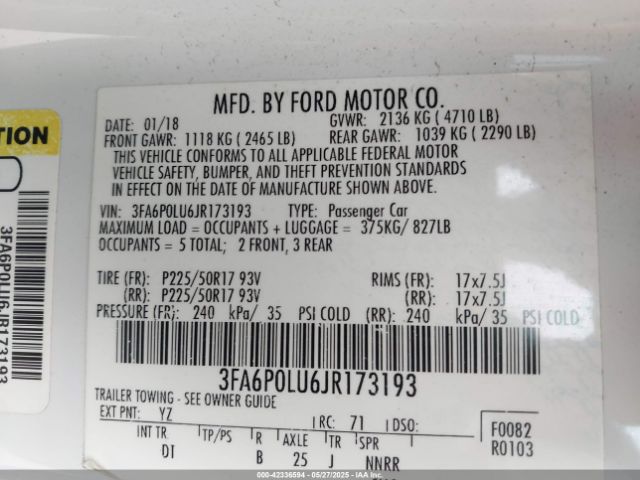 MFD. BY FORD MOTOR CO.
DATE: 01/18 GVWR: 2136 KG ( 4710 LB)
FRONT GAWR: 1118 KG ( 2465 LB) REAR GAWR: 1039 KG ( 2290 LB)
THIS VEHICLE CONFORMS TO ALL APPLICABLE FEDERAL MOTOR
VEHICLE SAFETY, BUMPER, AND THEFT PREVENTION STANDARDS
IN EFFECT ON THE DATE OF MANUFACTURE SHOWN ABOVE.
VIN: 3FA6P0LU6JR173193 TYPE: Passenger Car
MAXIMUM LOAD = OCCUPANTS + LUGGAGE = 375KG/ 827LB
OCCUPANTS = 5 TOTAL; 2 FRONT, 3 REAR
TIRE (FR): P225/50R17 93V RIMS (FR): 17x7.5J
(RR): P225/50R17 93V (RR): 17x7.5J
PRESSURE (FR): 240 kPa/ 35 PSI COLD (RR): 240 kPa/ 35 PSI COLD
3FA6P0LU6JR173193
TRAILER TOWING - SEE OWNER GUIDE
EXT PNT: YZ RC: 71 DSO:
INT TR TP/PS R AXLE TR SPR
DT B 25 J NNRR
F0082
R0103
TION
3FA6P0LU6JR173193
STOCK #: 42336594 — 05/27/2025 — IAA Inc.